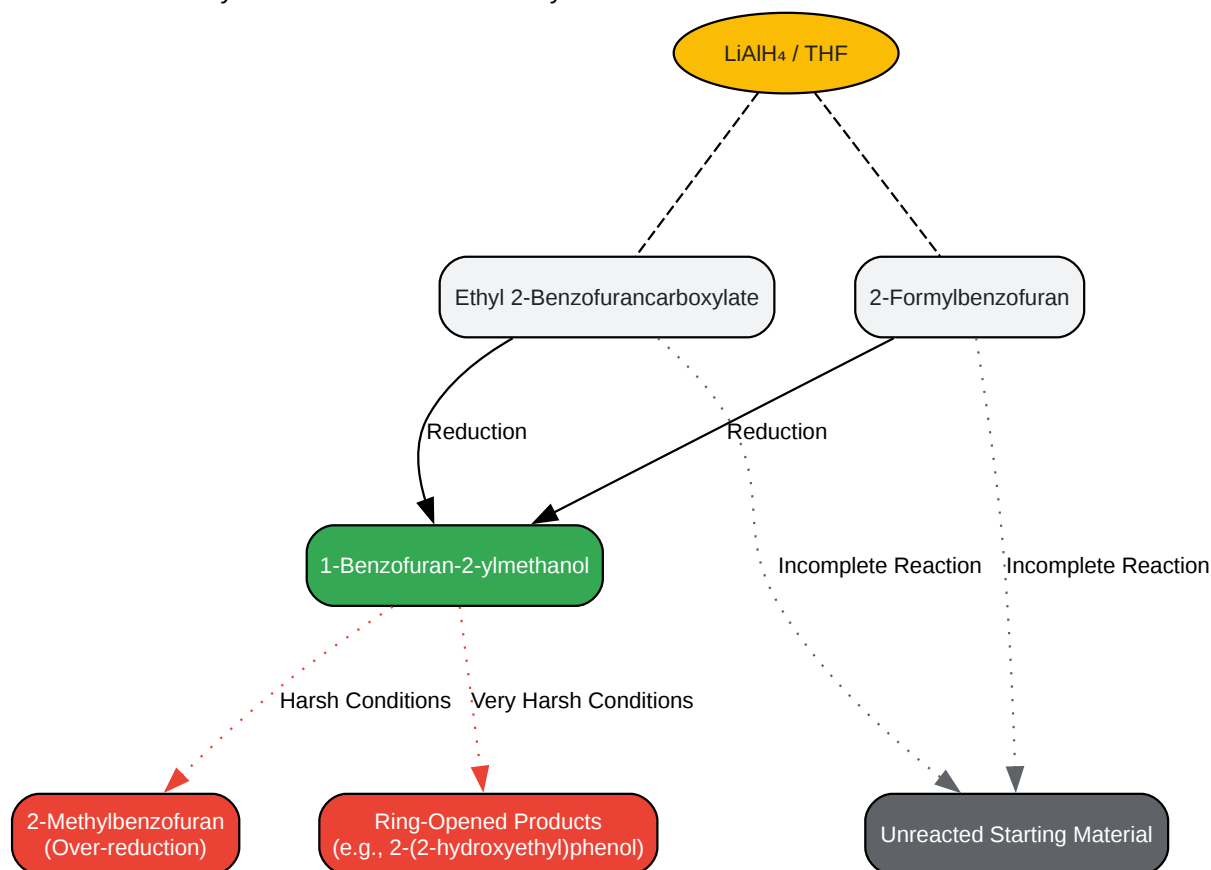 LiAlH₄ / THF
Ethyl 2-Benzofurancarboxylate
2-Formylbenzofuran
Reduction
Reduction
1-Benzofuran-2-ylmethanol
Incomplete Reaction
Incomplete Reaction
Harsh Conditions
Very Harsh Conditions
2-Methylbenzofuran
(Over-reduction)
Ring-Opened Products
(e.g., 2-(2-hydroxyethyl)phenol)
Unreacted Starting Material